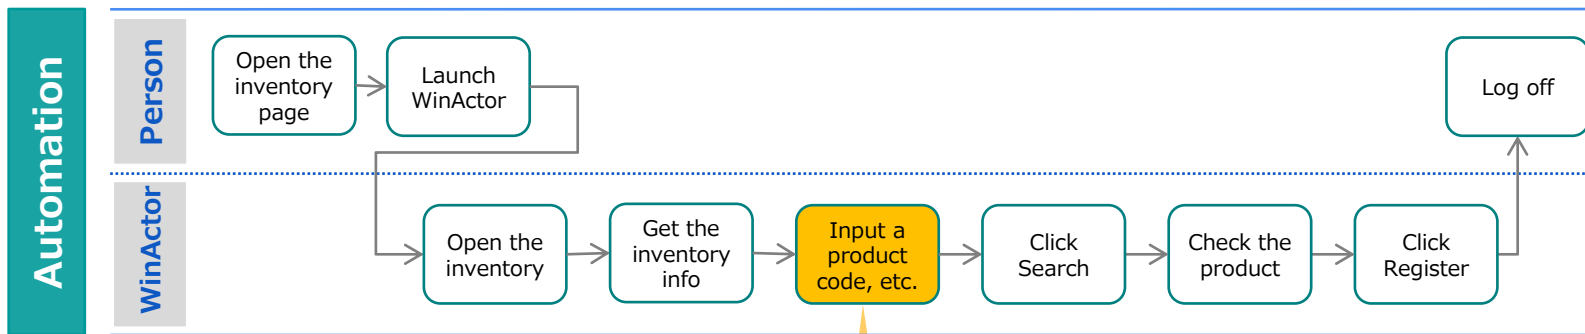 Automation
Person
Open the
inventory
page
Launch
WinActor
Log off
WinActor
Open the
inventory
Get the
inventory
info
Input a
product
code, etc.
Click
Search
Check the
product
Click
Register